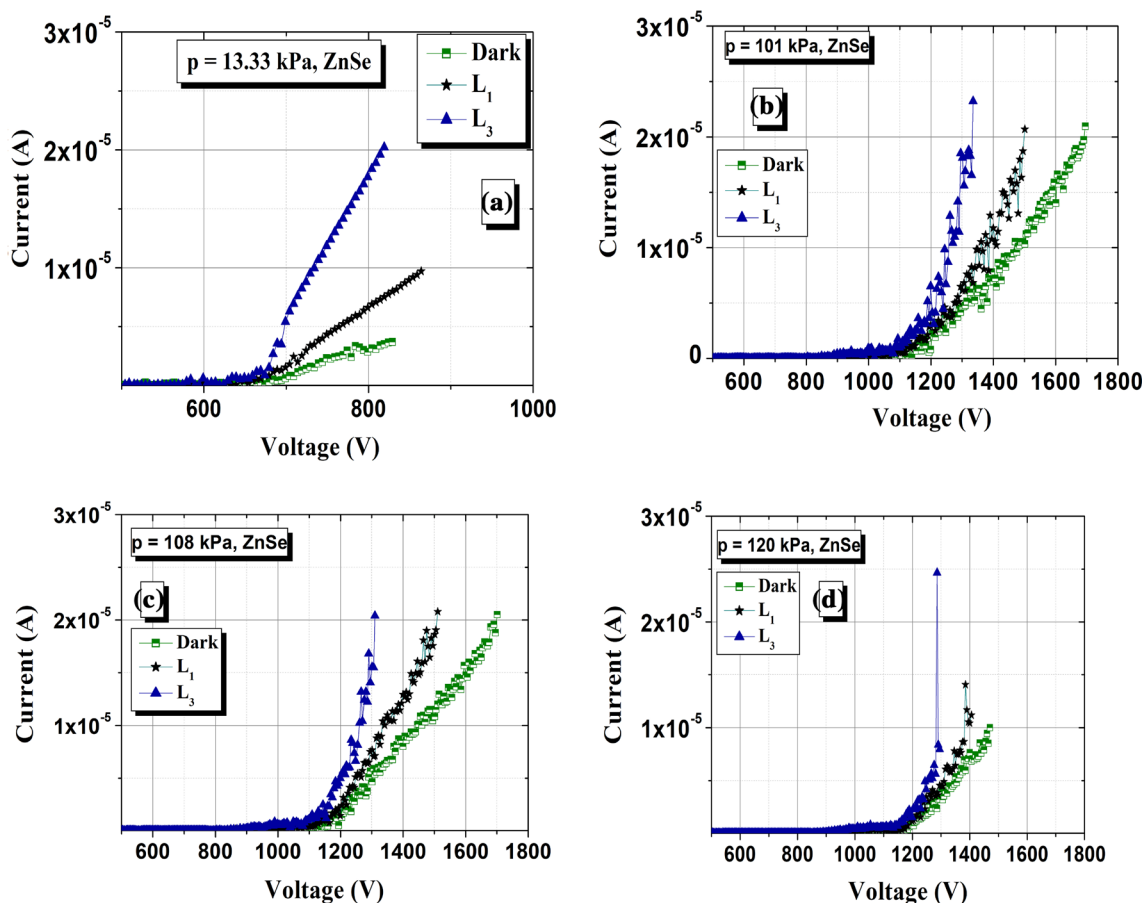 3x10⁻⁵
2x10⁻⁵
1x10⁻⁵
0
Current (A)
p = 13.33 kPa, ZnSe
Dark
L₁
L₃
(a)
600 800 1000
Voltage (V)
3x10⁻⁵
2x10⁻⁵
1x10⁻⁵
0
Current (A)
p = 101 kPa, ZnSe
(b)
Dark
L₁
L₃
600 800 1000 1200 1400 1600 1800
Voltage (V)
3x10⁻⁵
2x10⁻⁵
1x10⁻⁵
Current (A)
p = 108 kPa, ZnSe
(c)
Dark
L₁
L₃
600 800 1000 1200 1400 1600 1800
Voltage (V)
3x10⁻⁵
2x10⁻⁵
1x10⁻⁵
0
Current (A)
p = 120 kPa, ZnSe
Dark
L₁
L₃
(d)
600 800 1000 1200 1400 1600 1800
Voltage (V)